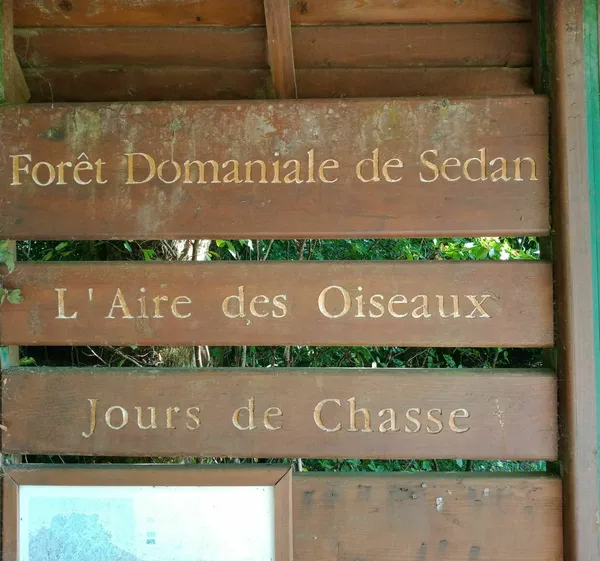 Forêt Domaniale de Sedan
L'Aire des Oiseaux
Jours de Chasse